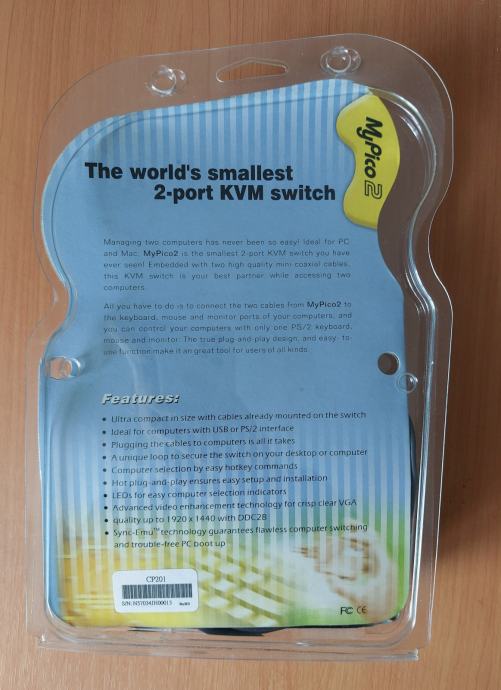 MyPico 2
The world's smallest
2-port KVM switch
Managing two computers has never been so easy! Ideal for PC
and Mac, MyPico2 is the smallest 2-port KVM switch you have
ever seen! Embedded with two high quality mini coaxial cables,
this KVM switch is your best partner while accessing two
computers.
All you have to do is to connect the two cables from MyPico2 to
the keyboard, mouse and monitor ports of your computers, and
you can control your computers with only one PS/2 keyboard,
mouse and monitor. The true plug-and-play design, and easy- to-
use function make it an great tool for users of all kinds.
Features:
• Ultra compact in size with cables already mounted on the switch
• Ideal for computers with USB or PS/2 interface
• Plugging the cables to computers is all it takes
• A unique loop to secure the switch on your desktop or computer
• Computer selection by easy hotkey commands
• Hot plug-and-play ensures easy setup and installation
• LEDs for easy computer selection indicators
• Advanced video enhancement technology for crisp clear VGA
• quality up to 1920 x 1440 with DDC2B
• Sync-Emu™ technology guarantees flawless computer switching
and trouble-free PC boot up
CP201
S/N: N57034IH00013 RoHS
FC CE